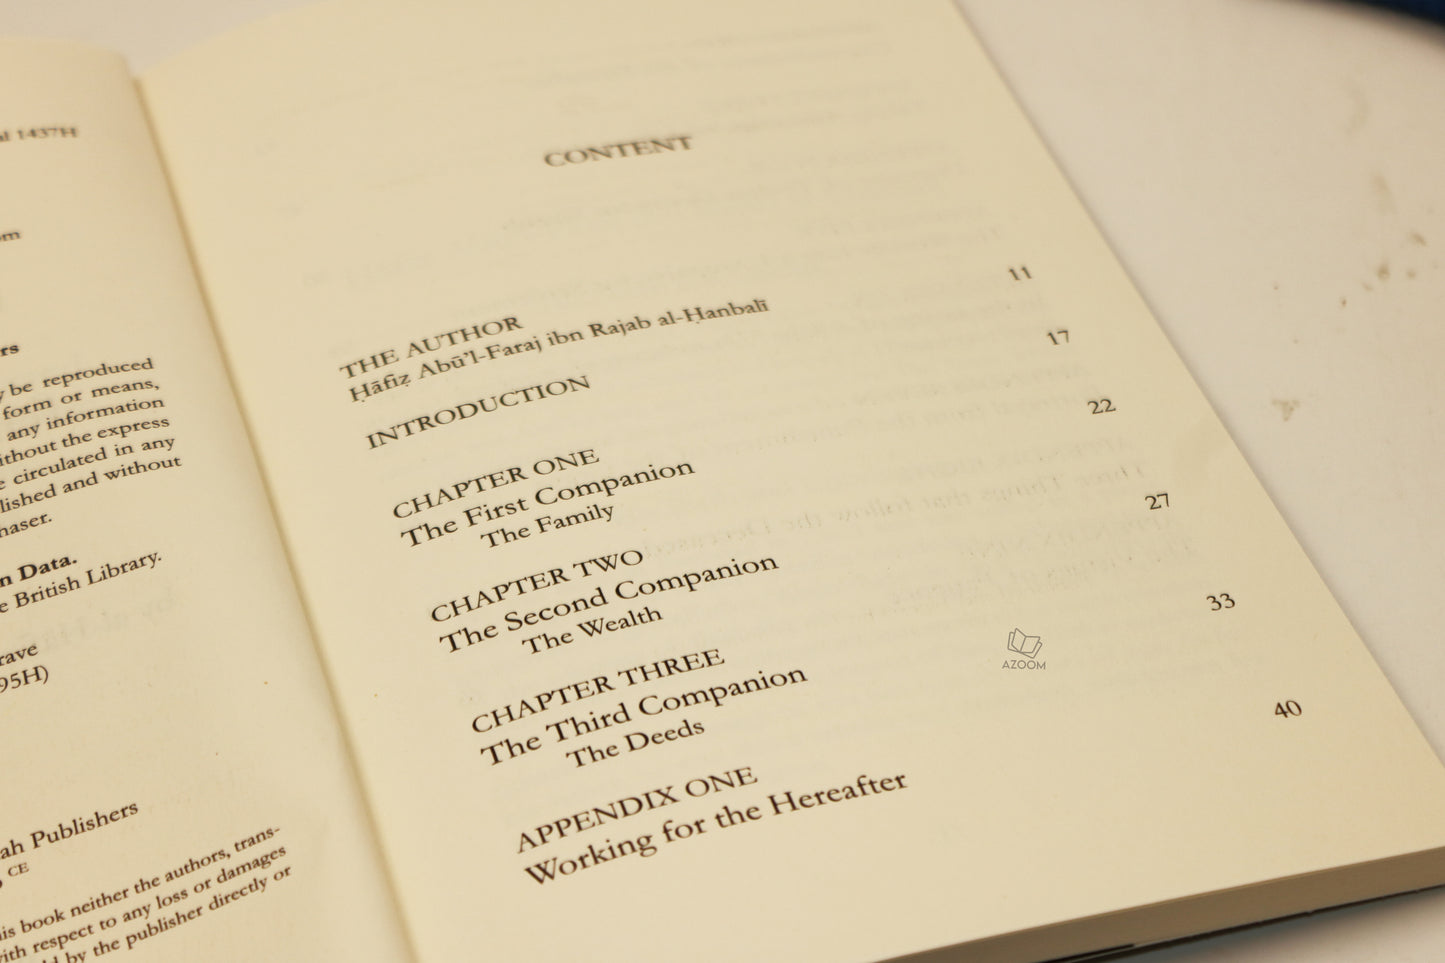 al 1437H
om
rs
y be reproduced
form or means,
any information
ithout the express
e circulated in any
lished and without
haser.
n Data.
e British Library.
rave
95H)
ah Publishers
CE
is book neither the authors, trans-
with respect to any loss or damages
d by the publisher directly or
CONTENT
THE AUTHOR 11
Ḥāfiẓ Abū’l-Faraj ibn Rajab al-Ḥanbalī
INTRODUCTION 17
CHAPTER ONE 22
The First Companion
The Family
CHAPTER TWO 27
The Second Companion
The Wealth
CHAPTER THREE 33
The Third Companion
The Deeds
APPENDIX ONE 40
Working for the Hereafter
AZOOM